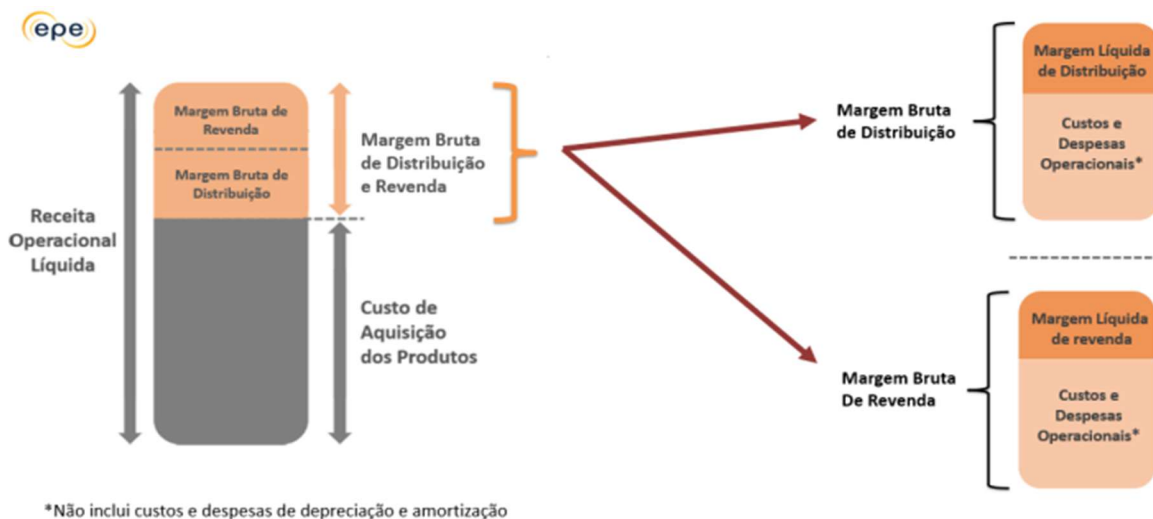 epe
Receita
Operacional
Líquida
Margem Bruta de
Revenda
Margem Bruta de
Distribuição
Margem Bruta
de Distribuição
e Revenda
Custo de
Aquisição
dos Produtos
Margem Bruta
de Distribuição
Margem Líquida
de Distribuição
Custos e
Despesas
Operacionais*
Margem Bruta
De Revenda
Margem Líquida
de revenda
Custos e
Despesas
Operacionais*
*Não inclui custos e despesas de depreciação e amortização